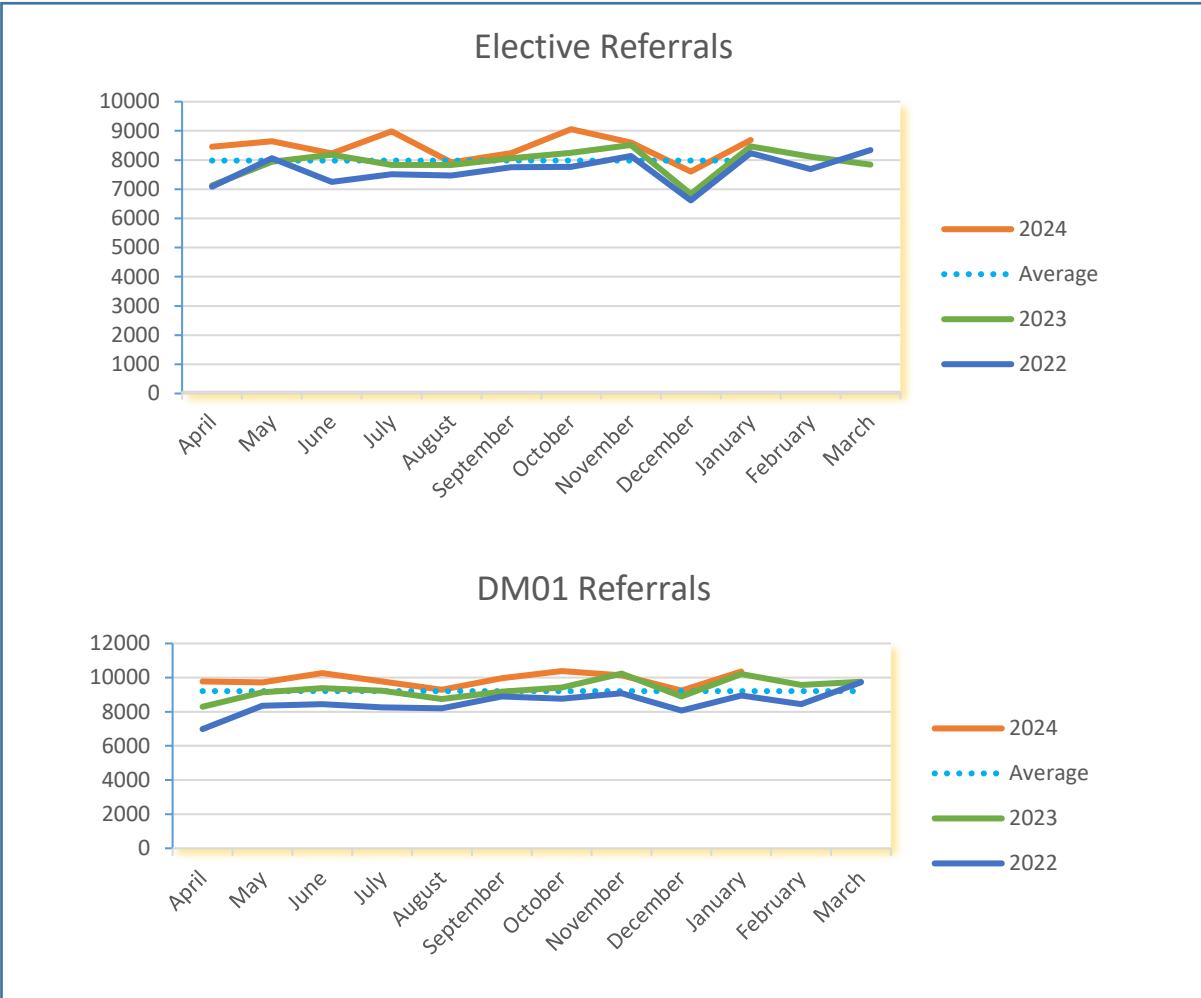 Elective Referrals
10000
9000
8000
7000
6000
5000
4000
3000
2000
1000
0
April
May
June
July
August
September
October
November
December
January
February
March
2024
Average
2023
2022
DM01 Referrals
12000
10000
8000
6000
4000
2000
0
April
May
June
July
August
September
October
November
December
January
February
March
2024
Average
2023
2022